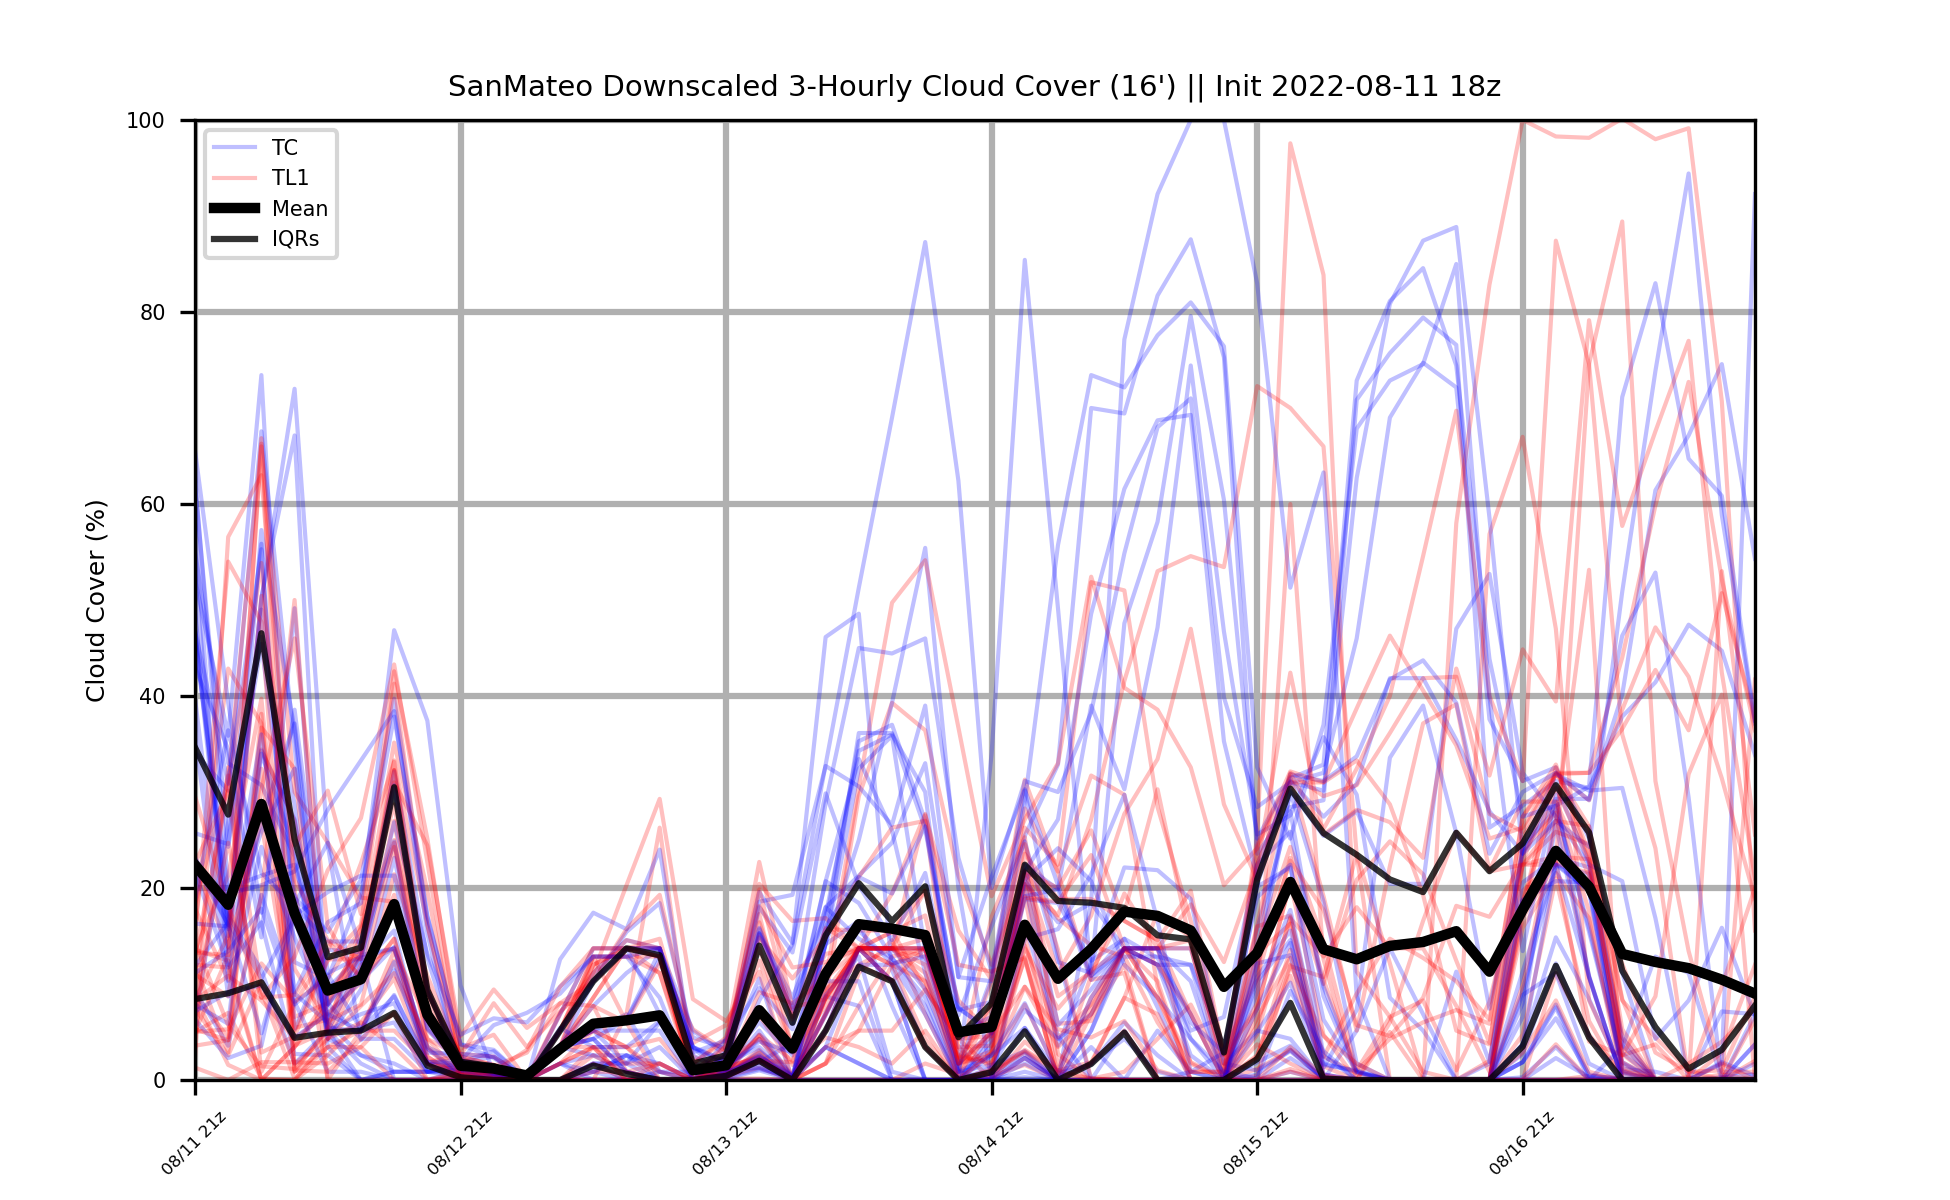 SanMateo Downscaled 3-Hourly Cloud Cover (16') || Init 2022-08-11 18z
100
80
60
40
20
0
Cloud Cover (%)
TC
TL1
Mean
IQRs
08/11 21z
08/12 21z
08/13 21z
08/14 21z
08/15 21z
08/16 21z